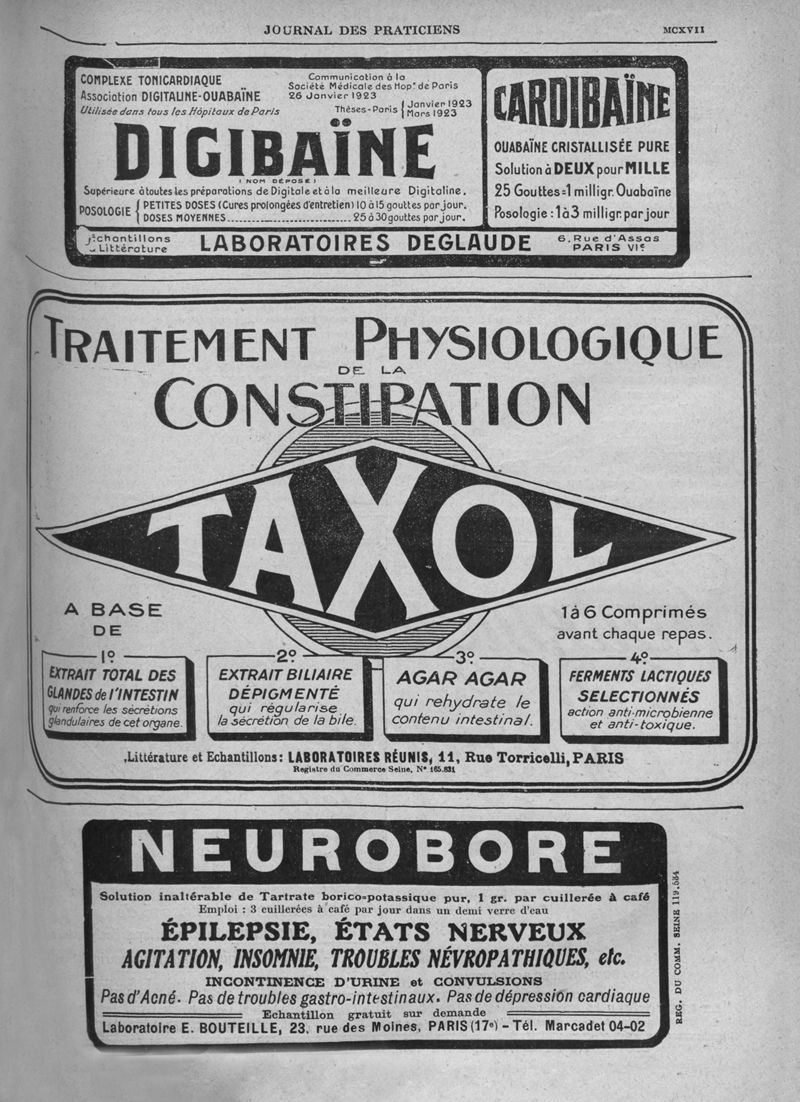 JOURNAL DES PRATICIENS MCXVII
COMPLEXE TONICARDIAQUE
Association DIGITALINE-OUABAÏNE
Utilisée dans tous les Hôpitaux de Paris
Communication à la
Société Médicale des Hop.ˣ de Paris
26 Janvier 1923
Thèses-Paris { Janvier 1923
Mars 1923
DIGIBAÏNE
( NOM DÉPOSÉ )
Supérieure à toutes les préparations de Digitale et à la meilleure Digitaline.
POSOLOGIE { PETITES DOSES (Cures prolongées d'entretien) 10 à 15 gouttes par jour.
DOSES MOYENNES............................25 à 30 gouttes par jour.
CARDIBAÏNE
OUABAÏNE CRISTALLISÉE PURE
Solution à DEUX pour MILLE
25 Gouttes=1 milligr. Ouabaïne
Posologie : 1 à 3 milligr. par jour
Échantillons
Littérature
LABORATOIRES DEGLAUDE
6, Rue d'Assas
PARIS VIᵉ
TRAITEMENT PHYSIOLOGIQUE
DE LA
CONSTIPATION
TAXOL
A BASE
DE
1 à 6 Comprimés
avant chaque repas.
1º
EXTRAIT TOTAL DES
GLANDES de l'INTESTIN
qui renforce les sécrétions
glandulaires de cet organe.
2º
EXTRAIT BILIAIRE
DÉPIGMENTÉ
qui régularise
la sécrétion de la bile.
3º
AGAR AGAR
qui rehydrate le
contenu intestinal.
4º
FERMENTS LACTIQUES
SELECTIONNÉS
action anti-microbienne
et anti-toxique.
Littérature et Echantillons : LABORATOIRES RÉUNIS, 11, Rue Torricelli, PARIS
Registre du Commerce Seine, Nº 165.831
NEUROBORE
Solution inaltérable de Tartrate borico=potassique pur, 1 gr. par cuillerée à café
Emploi : 3 cuillerées à café par jour dans un demi verre d'eau
ÉPILEPSIE, ÉTATS NERVEUX
AGITATION, INSOMNIE, TROUBLES NÉVROPATHIQUES, etc.
INCONTINENCE D'URINE et CONVULSIONS
Pas d'Acné. Pas de troubles gastro-intestinaux. Pas de dépression cardiaque
Echantillon gratuit sur demande
Laboratoire E. BOUTEILLE, 23, rue des Moines, PARIS (17ᵉ) - Tél. Marcadet 04-02
REG. DU COMM. SEINE 119.534